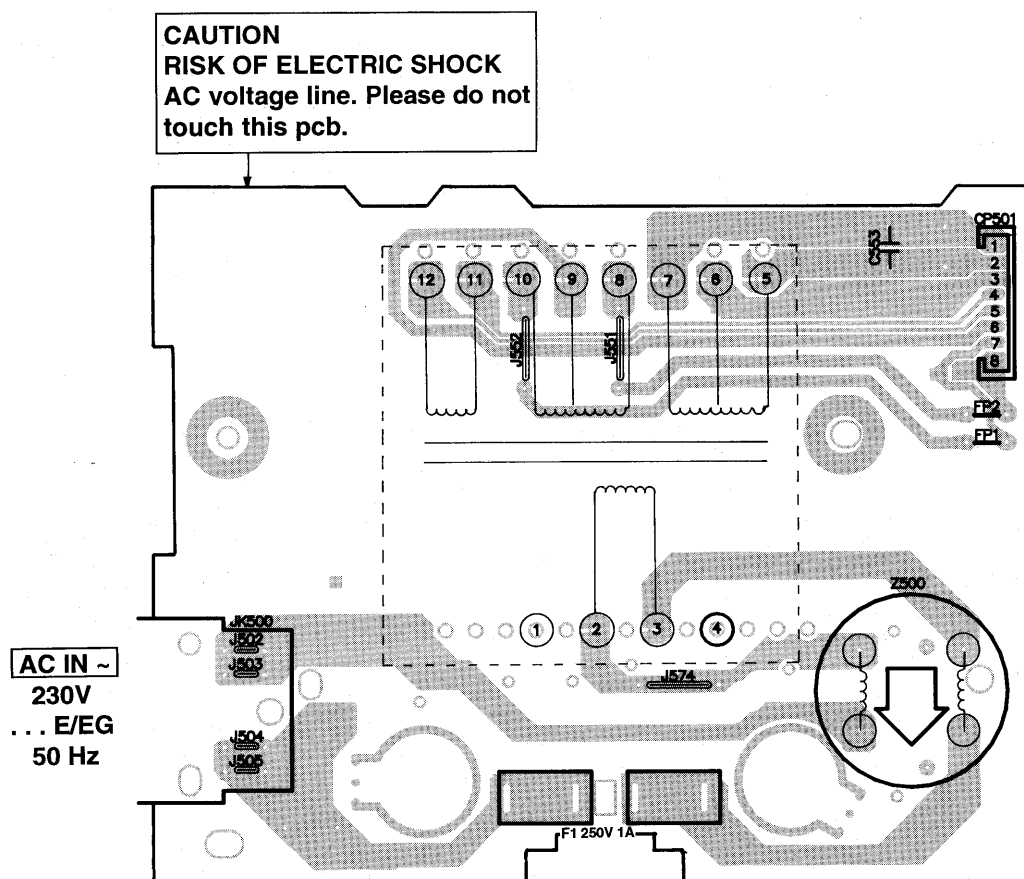 CAUTION
RISK OF ELECTRIC SHOCK
AC voltage line. Please do not
touch this pcb.
CP501
C553
1
2
3
4
5
6
7
8
12
11
10
9
8
7
6
5
J552
J551
FP2
FP1
Z500
1
2
3
4
JK500
J502
J503
J574
AC IN ~
230V
. . . E/EG
50 Hz
J504
J505
F1 250V 1A